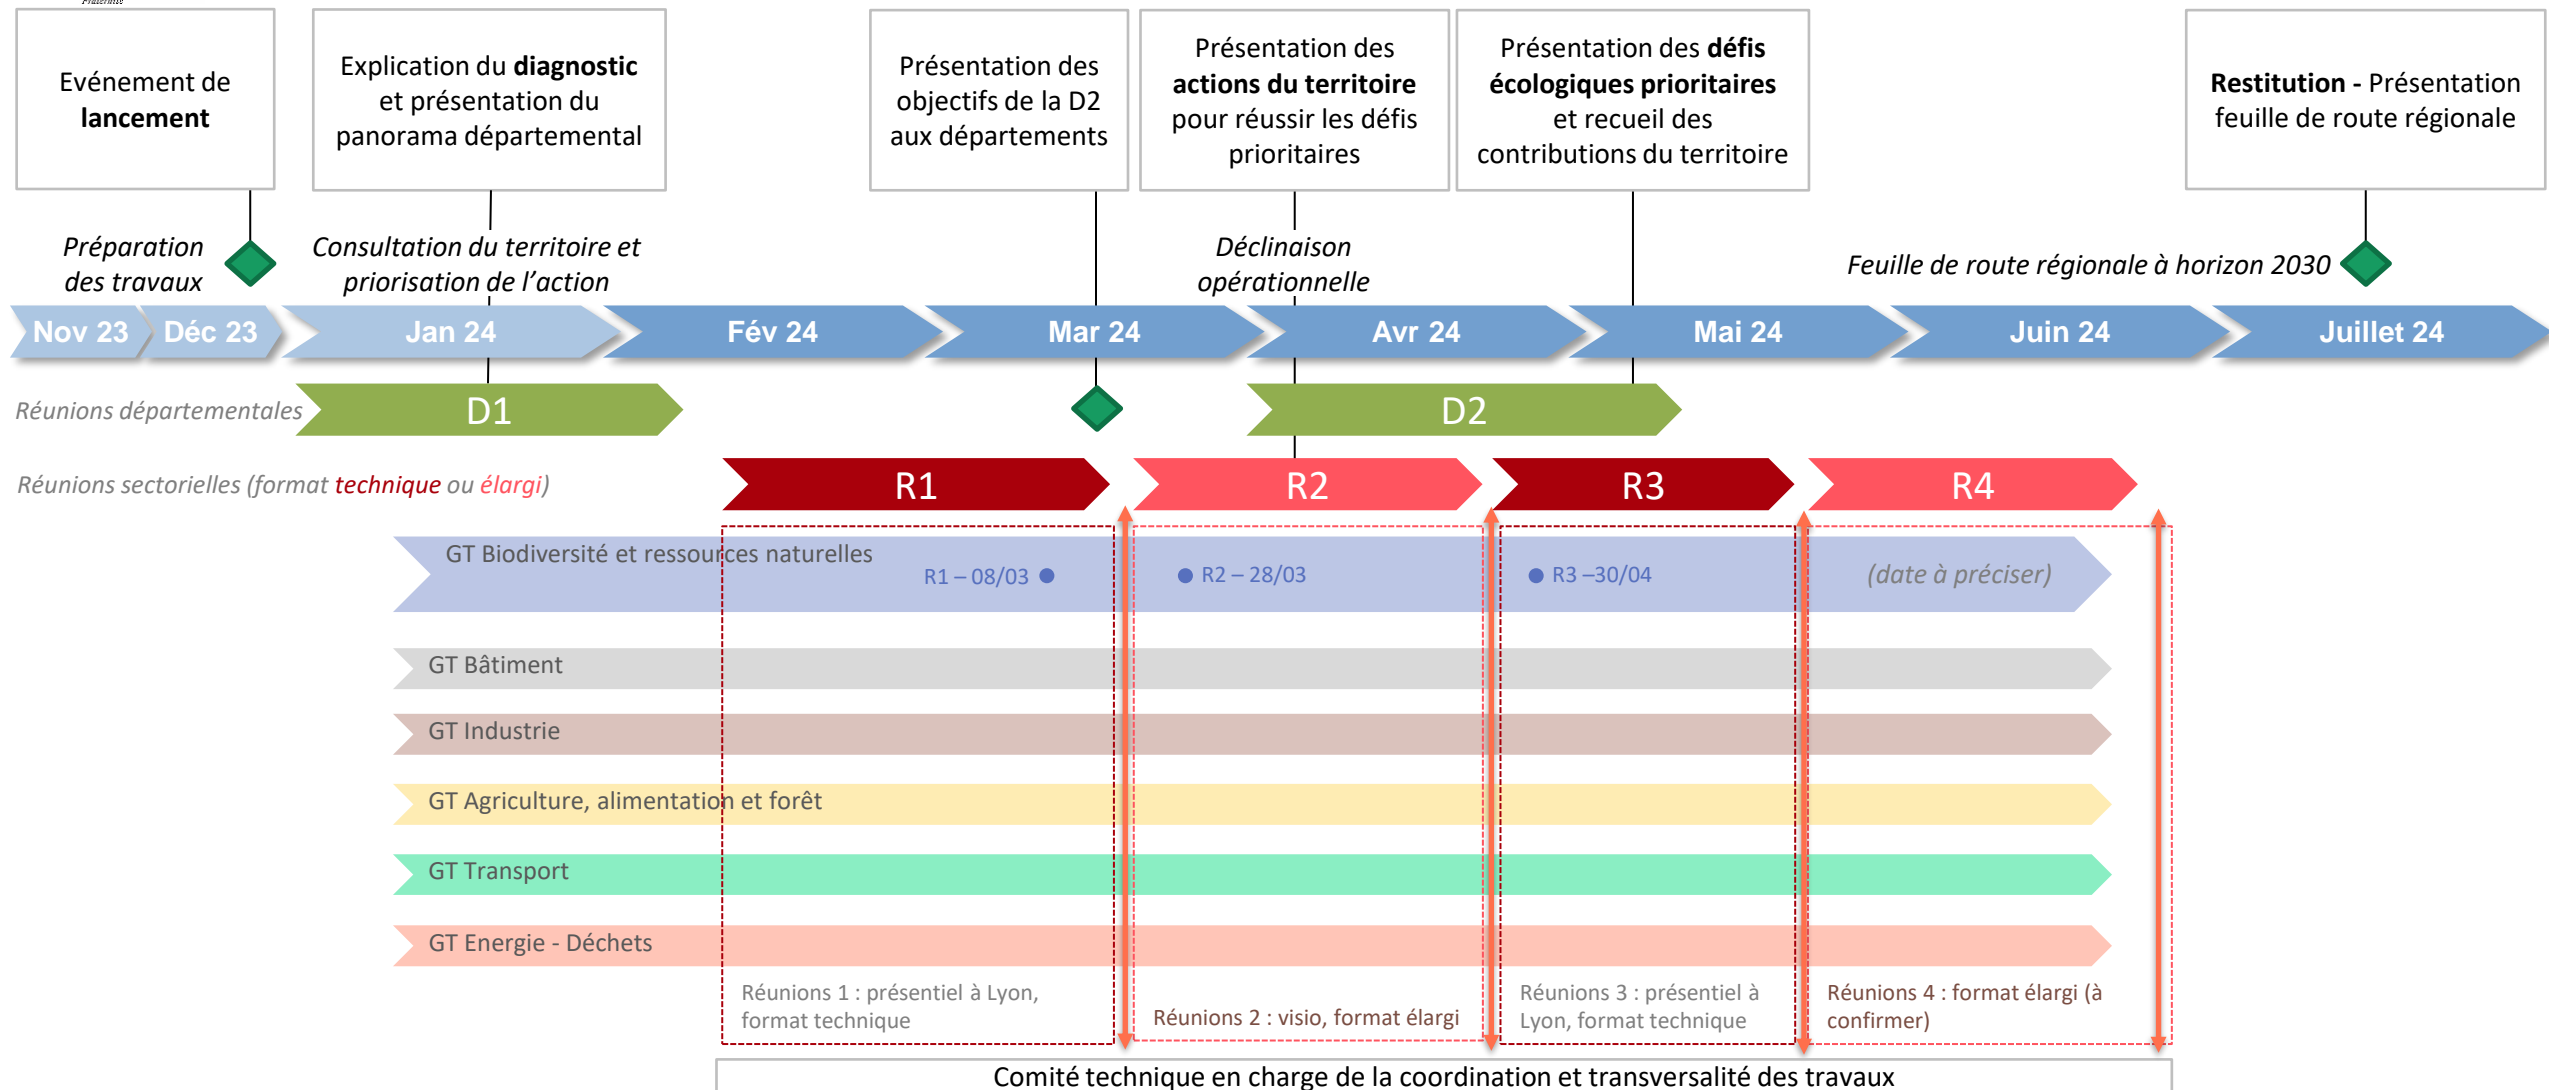 Fraternité
Evénement de
lancement
Explication du diagnostic
et présentation du
panorama départemental
Présentation des
objectifs de la D2
aux départements
Présentation des
actions du territoire
pour réussir les défis
prioritaires
Présentation des défis
écologiques prioritaires
et recueil des
contributions du territoire
Restitution - Présentation
feuille de route régionale
Préparation
des travaux
Consultation du territoire et
priorisation de l'action
Déclinaison
opérationnelle
Feuille de route régionale à horizon 2030
Nov 23
Déc 23
Jan 24
Fév 24
Mar 24
Avr 24
Mai 24
Juin 24
Juillet 24
Réunions départementales
D1
D2
Réunions sectorielles (format technique ou élargi)
R1
R2
R3
R4
GT Biodiversité et ressources naturelles
R1 – 08/03
R2 – 28/03
R3 –30/04
(date à préciser)
GT Bâtiment
GT Industrie
GT Agriculture, alimentation et forêt
GT Transport
GT Energie - Déchets
Réunions 1 : présentiel à Lyon,
format technique
Réunions 2 : visio, format élargi
Réunions 3 : présentiel à
Lyon, format technique
Réunions 4 : format élargi (à
confirmer)
Comité technique en charge de la coordination et transversalité des travaux